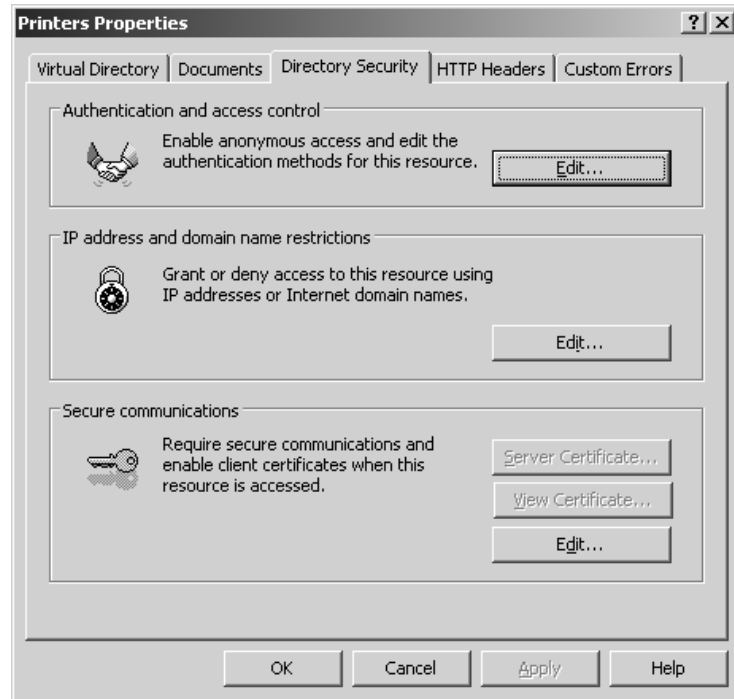 Printers Properties
Virtual Directory
Documents
Directory Security
HTTP Headers
Custom Errors
Authentication and access control
Enable anonymous access and edit the
authentication methods for this resource.
Edit...
IP address and domain name restrictions
Grant or deny access to this resource using
IP addresses or Internet domain names.
Edit...
Secure communications
Require secure communications and
enable client certificates when this
resource is accessed.
Server Certificate...
View Certificate...
Edit...
OK
Cancel
Apply
Help